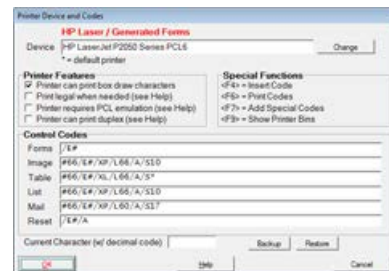 Printer Device and Codes
HP Laser / Generated Forms
Device HP LaserJet P2050 Series PCL6 Change
* = default printer
Printer Features
Printer can print box draw characters
Print legal when needed (see Help)
Printer requires PCL emulation (see Help)
Printer can print duplex (see Help)
Special Functions
<F4> = Insert Code
<F6> = Print Codes
<F7> = Add Special Codes
<F9> = Show Printer Bins
Control Codes
Forms /E#
Image #66/E#/XP/L66/A/S10
Table #66/E#/XL/L66/A/S*
List #66/E#/XP/L66/A/S10
Mail #66/E#/XP/L60/A/S17
Reset /E#/A
Current Character (w/ decimal code) Backup Restore
OK Help Cancel